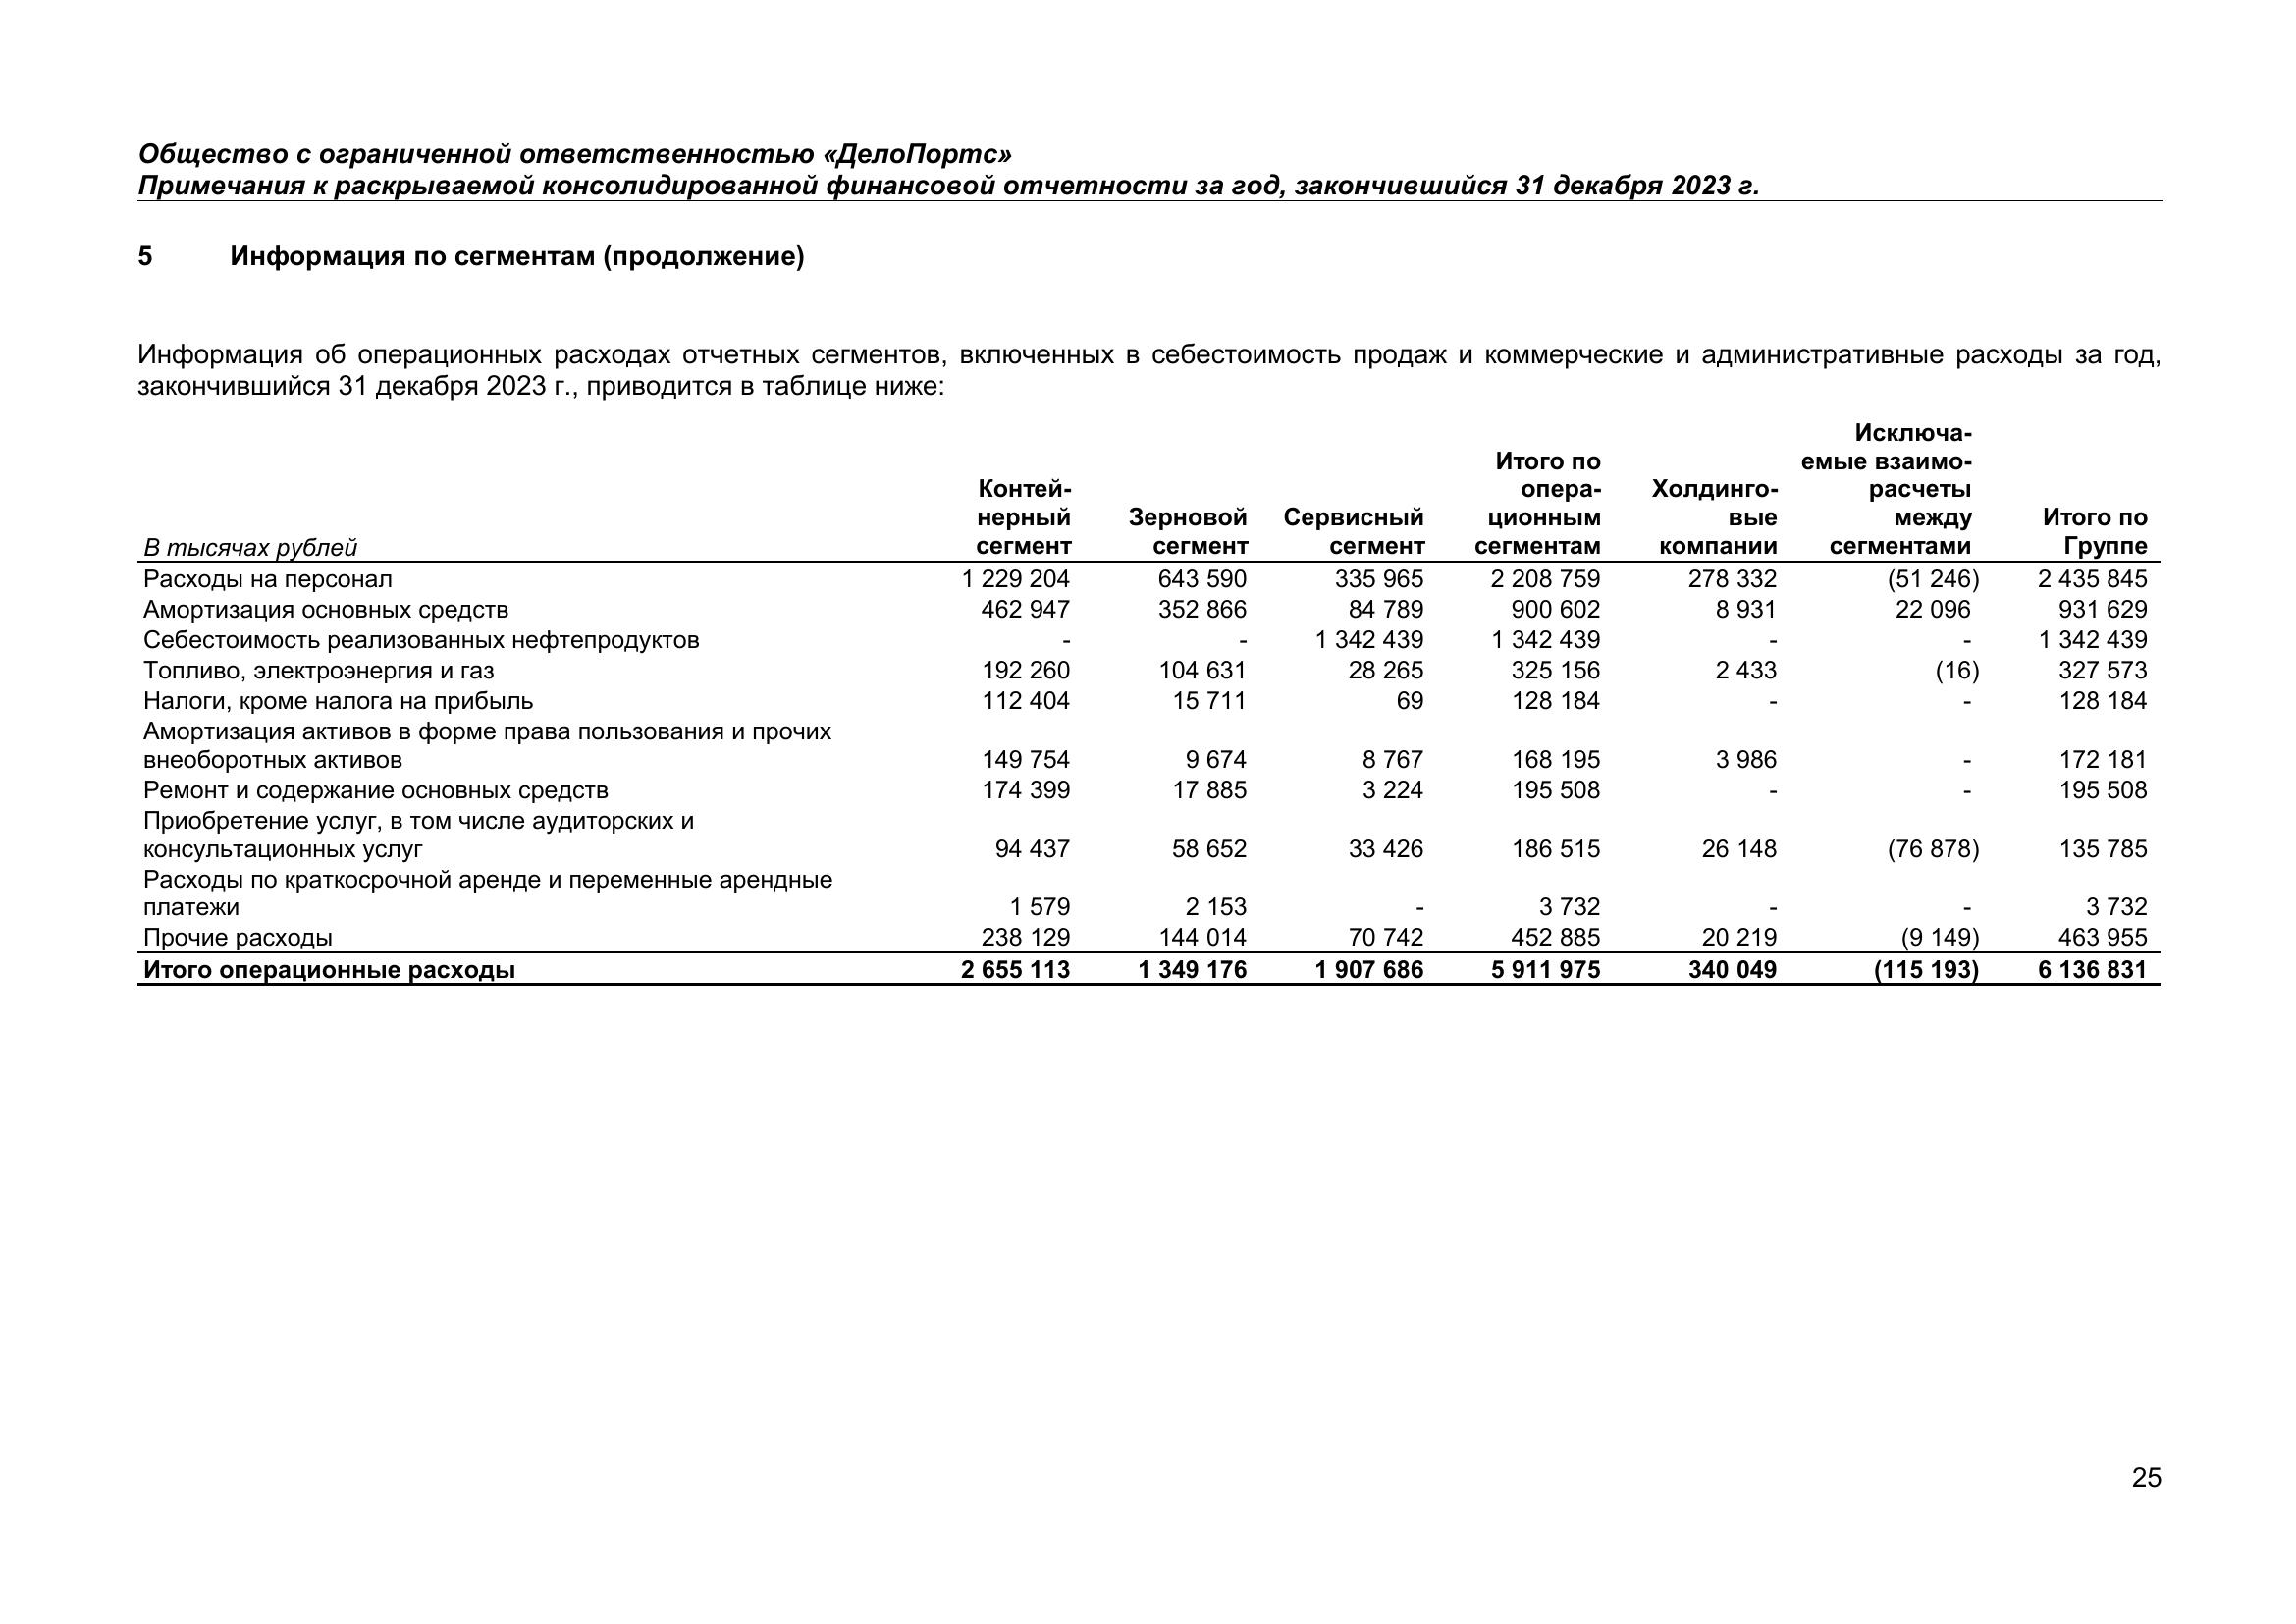 Общество с ограниченной ответственностью «ДелоПортс»
Примечания к раскрываемой консолидированной финансовой отчетности за год, закончившийся 31 декабря 2023 г.
5 Информация по сегментам (продолжение)
Информация об операционных расходах отчетных сегментов, включенных в себестоимость продаж и коммерческие и административные расходы за год,
закончившийся 31 декабря 2023 г., приводится в таблице ниже:
Исключа-
Итого по емые взаимо-
Контей- опера- Холдинго- расчеты
нерный Зерновой Сервисный ционным вые между Итого по
В тысячах рублей сегмент сегмент сегмент сегментам компании сегментами Группе
Расходы на персонал 1 229 204 643 590 335 965 2 208 759 278 332 (51 246) 2 435 845
Амортизация основных средств 462 947 352 866 84 789 900 602 8 931 22 096 931 629
Себестоимость реализованных нефтепродуктов - - 1 342 439 1 342 439 - - 1 342 439
Топливо, электроэнергия и газ 192 260 104 631 28 265 325 156 2 433 (16) 327 573
Налоги, кроме налога на прибыль 112 404 15 711 69 128 184 - - 128 184
Амортизация активов в форме права пользования и прочих
внеоборотных активов 149 754 9 674 8 767 168 195 3 986 - 172 181
Ремонт и содержание основных средств 174 399 17 885 3 224 195 508 - - 195 508
Приобретение услуг, в том числе аудиторских и
консультационных услуг 94 437 58 652 33 426 186 515 26 148 (76 878) 135 785
Расходы по краткосрочной аренде и переменные арендные
платежи 1 579 2 153 - 3 732 - - 3 732
Прочие расходы 238 129 144 014 70 742 452 885 20 219 (9 149) 463 955
Итого операционные расходы 2 655 113 1 349 176 1 907 686 5 911 975 340 049 (115 193) 6 136 831
25